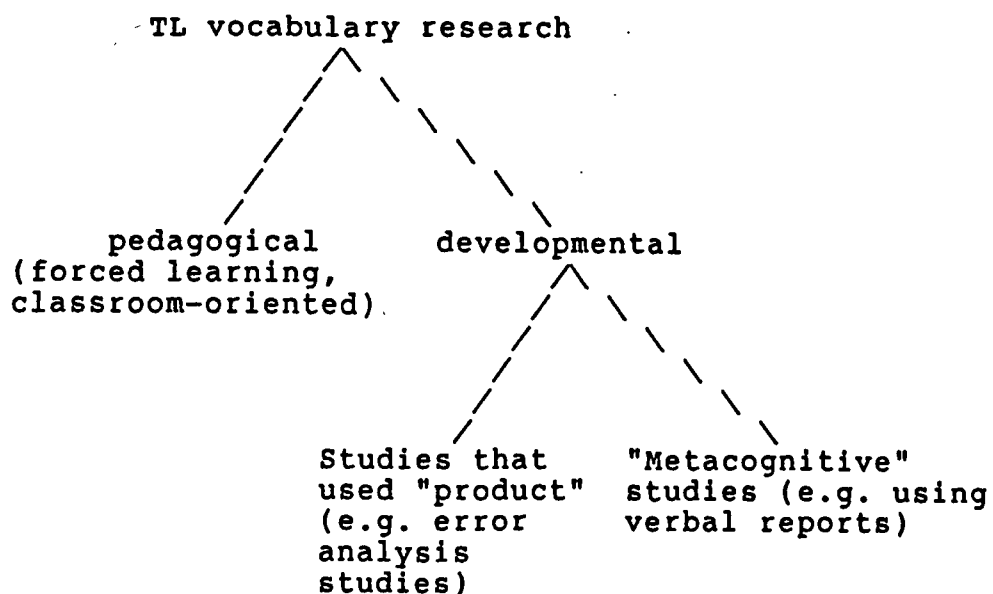 TL vocabulary research
pedagogical
(forced learning,
classroom-oriented)
developmental
Studies that
used "product"
(e.g. error
analysis
studies)
"Metacognitive"
studies (e.g. using
verbal reports)